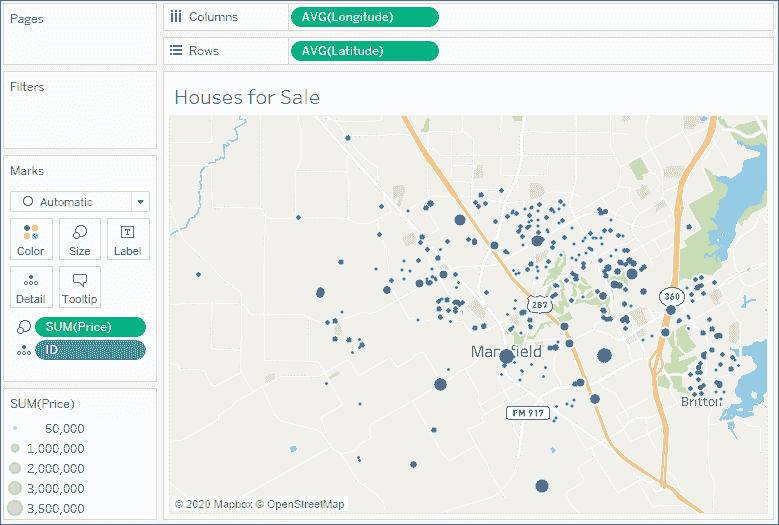 Pages
Columns
AVG(Longitude)
Rows
AVG(Latitude)
Filters
Houses for Sale
Marks
Automatic
Color
Size
Label
Detail
Tooltip
SUM(Price)
ID
SUM(Price)
50,000
1,000,000
2,000,000
3,000,000
3,500,000
287
360
Mansfield
Britton
FM 917
© 2020 Mapbox © OpenStreetMap